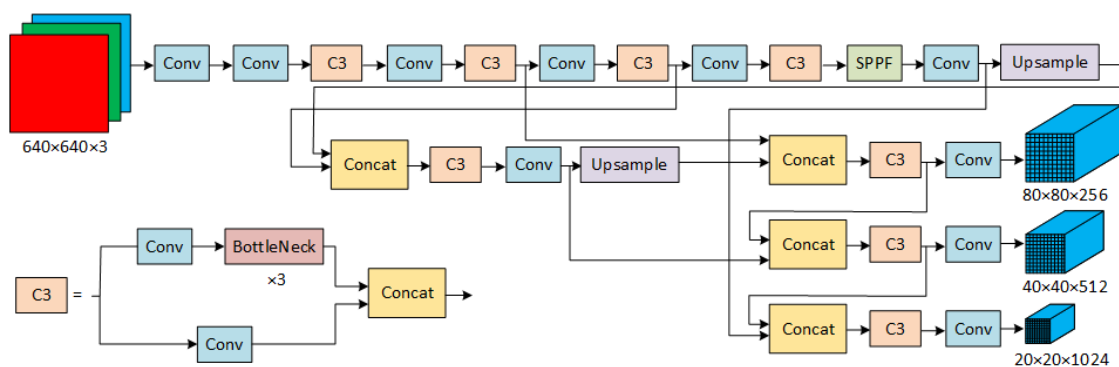 Conv Conv C3 Conv C3 Conv C3 Conv C3 SPPF Conv Upsample
640×640×3
Concat C3 Conv Upsample Concat C3 Conv
80×80×256
Conv BottleNeck Concat C3 Conv
×3
40×40×512
C3 = Concat
Conv Concat C3 Conv
20×20×1024